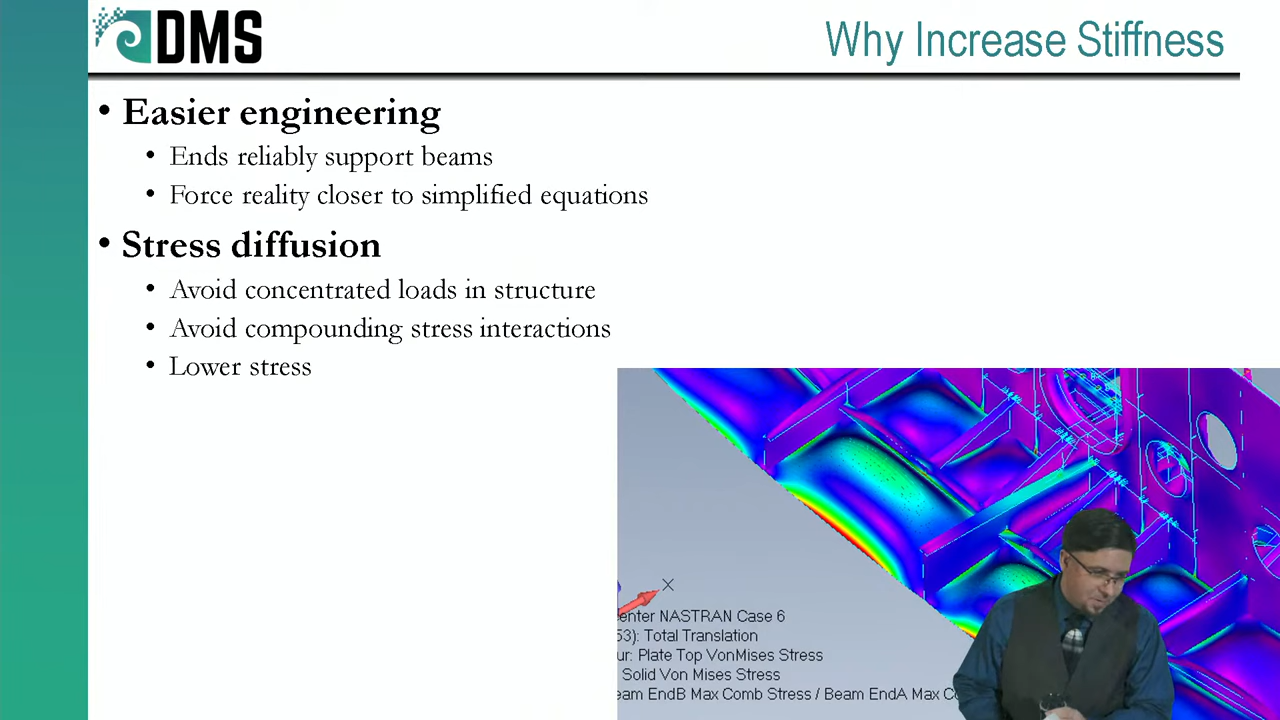 DMS
Why Increase Stiffness
• Easier engineering
• Ends reliably support beams
• Force reality closer to simplified equations
• Stress diffusion
• Avoid concentrated loads in structure
• Avoid compounding stress interactions
• Lower stress
X
enter NASTRAN Case 6
53): Total Translation
ur: Plate Top VonMises Stress
Solid Von Mises Stress
eam EndB Max Comb Stress / Beam EndA Max Co